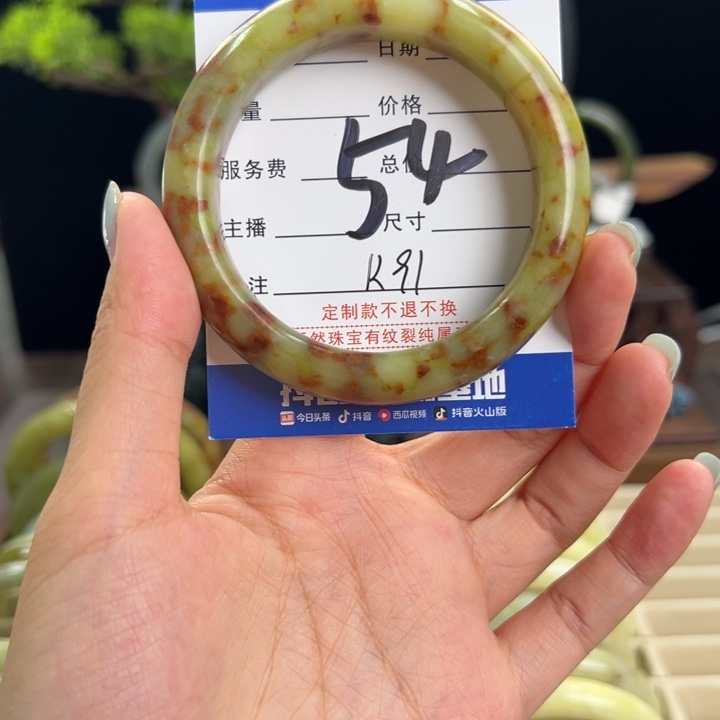 日期
量 价格
服务费 总价
54
主播 尺寸
注 K91
定制款不退不换
然珠宝有纹裂纯属
今日头条 抖音 西瓜视频 抖音火山版